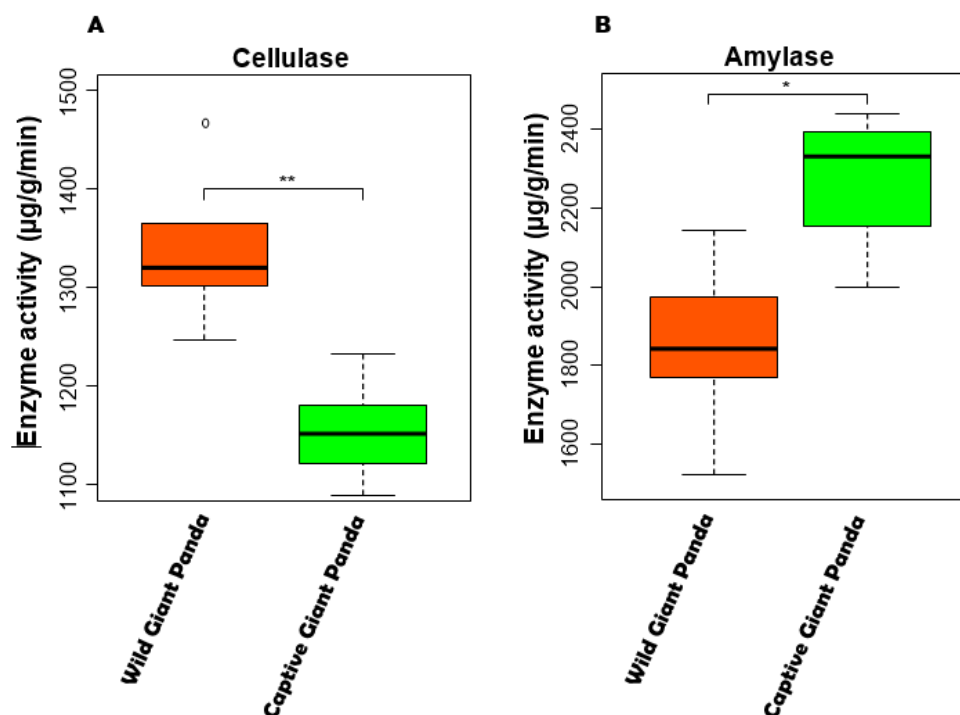 A
Cellulase
Enzyme activity (µg/g/min)
1500
1400
1300
1200
1100
**
Wild Giant Panda
Captive Giant Panda
B
Amylase
Enzyme activity (µg/g/min)
2400
2200
2000
1800
1600
*
Wild Giant Panda
Captive Giant Panda